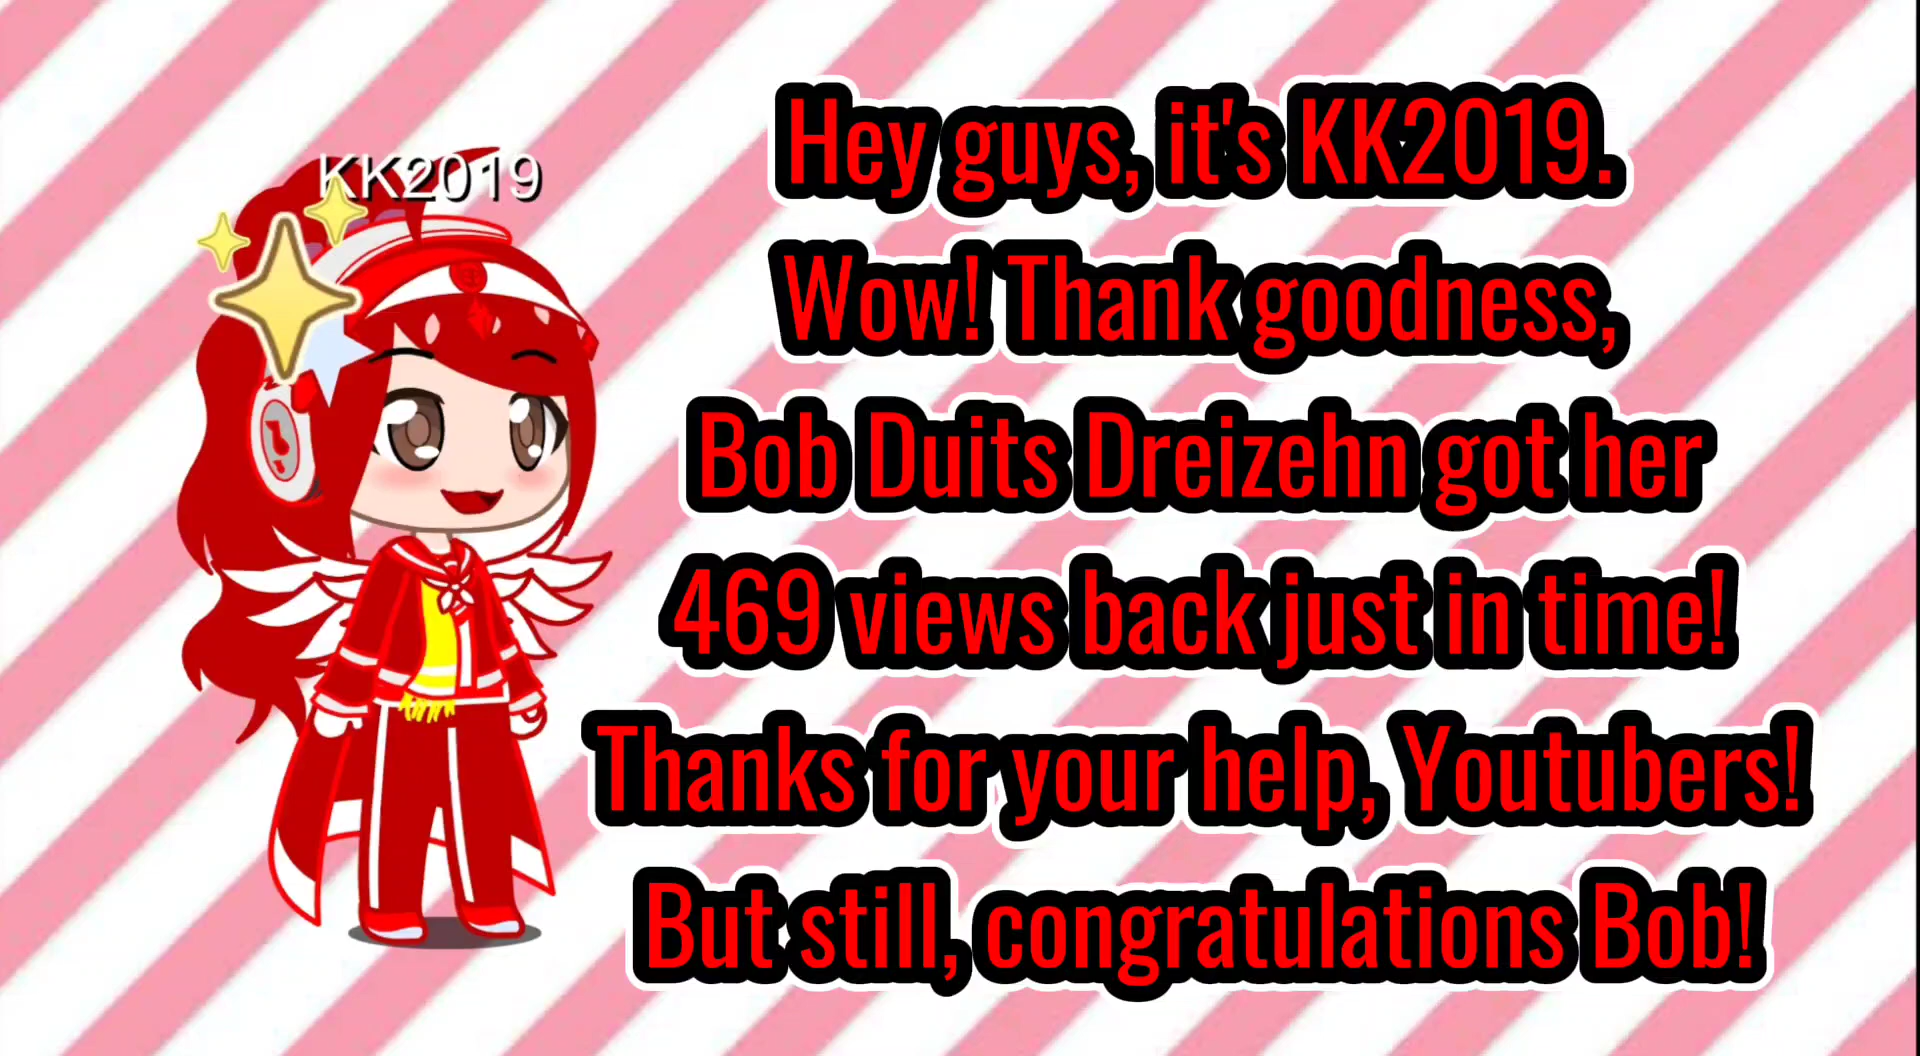 KK2019
Hey guys, it's KK2019.
Wow! Thank goodness,
Bob Duits Dreizehn got her
469 views back just in time!
Thanks for your help, Youtubers!
But still, congratulations Bob!